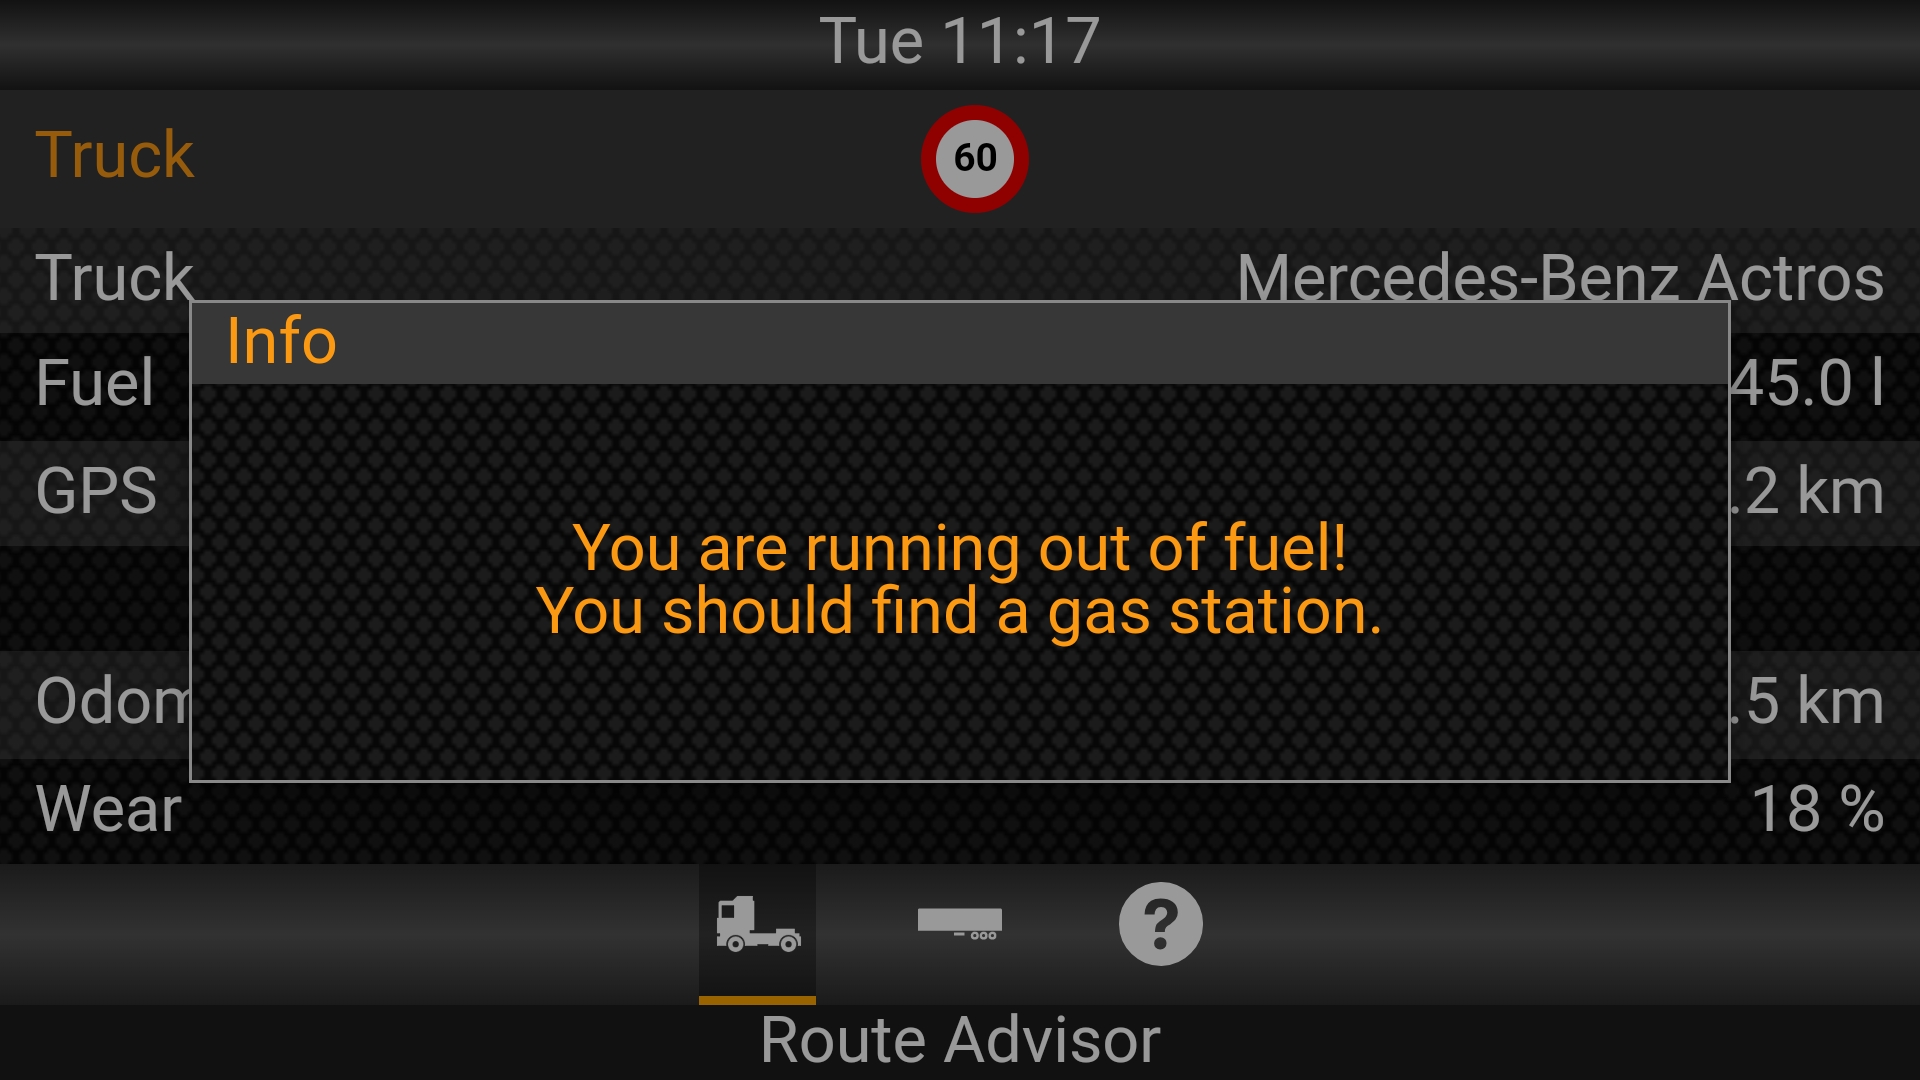 Tue 11:17
Truck
60
Truck Mercedes-Benz Actros
Info
Fuel 45.0 l
GPS .2 km
You are running out of fuel!
You should find a gas station.
.5 km
Wear 18 %
?
Route Advisor